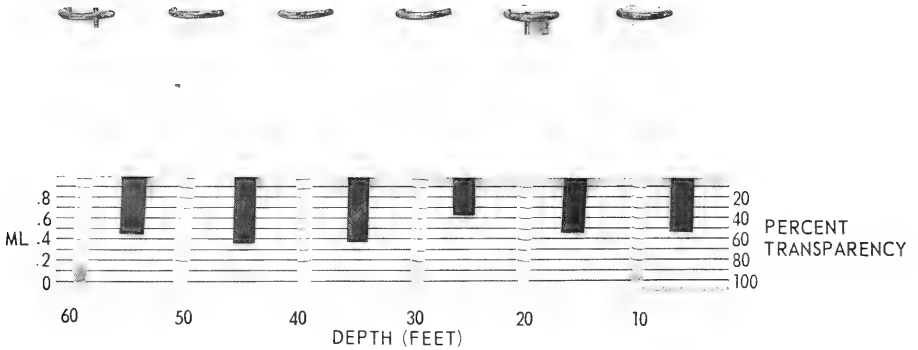 .8 20
.6 40
ML .4 60 PERCENT TRANSPARENCY
.2 80
0 100
60 50 40 30 20 10
DEPTH (FEET)